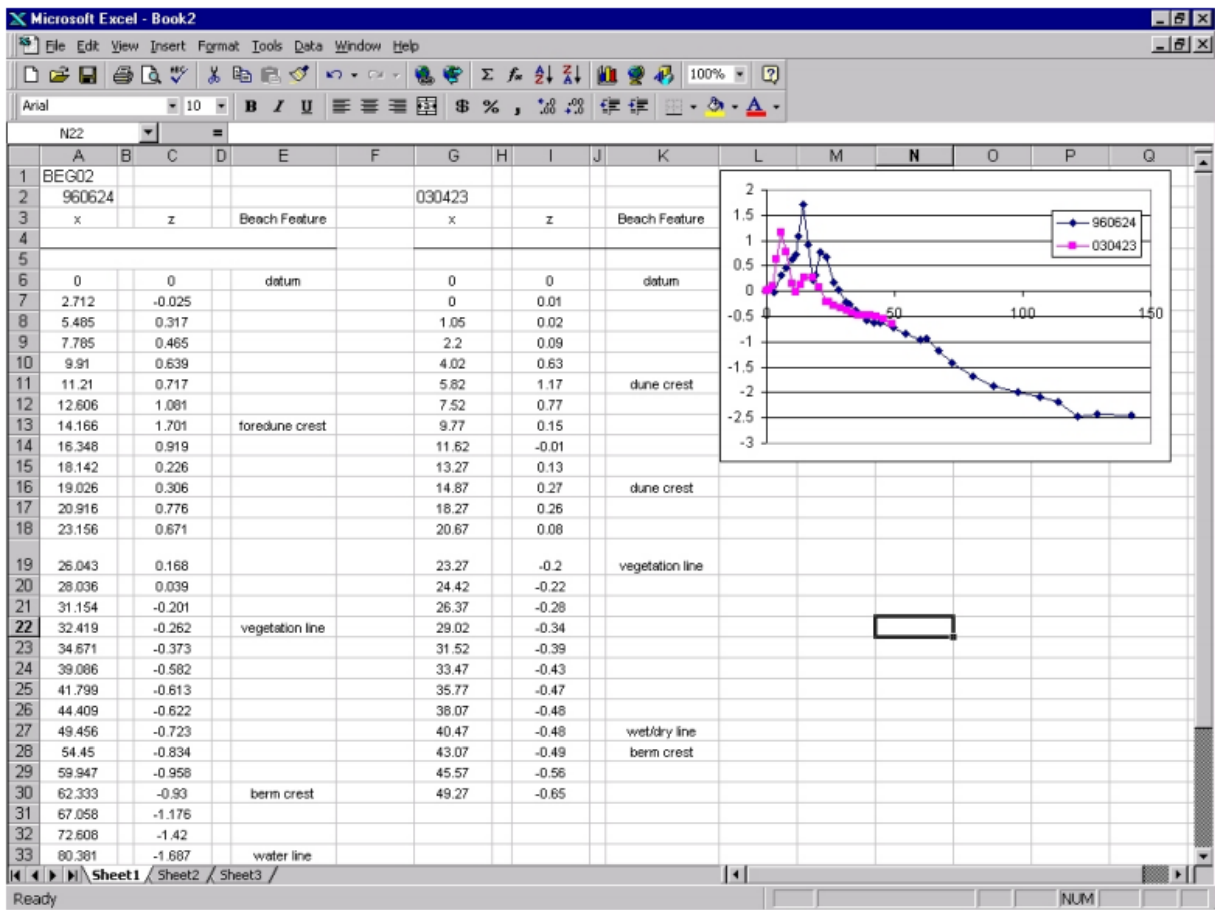 Microsoft Excel - Book2
File Edit View Insert Format Tools Data Window Help
100%
Arial 10 B I U $ % ,
N22 =
A B C D E F G H I J K L M N O P Q
1 BEG02
2 960624 030423
3 x z Beach Feature x z Beach Feature
4
5
6 0 0 datum 0 0 datum
7 2.712 -0.025 0 0.01
8 5.485 0.317 1.05 0.02
9 7.785 0.465 2.2 0.09
10 9.91 0.639 4.02 0.63
11 11.21 0.717 5.82 1.17 dune crest
12 12.606 1.081 7.52 0.77
13 14.166 1.701 foredune crest 9.77 0.15
14 16.348 0.919 11.62 -0.01
15 18.142 0.226 13.27 0.13
16 19.026 0.306 14.87 0.27 dune crest
17 20.916 0.776 18.27 0.26
18 23.156 0.671 20.67 0.08
19 26.043 0.168 23.27 -0.2 vegetation line
20 28.036 0.039 24.42 -0.22
21 31.154 -0.201 26.37 -0.28
22 32.419 -0.262 vegetation line 29.02 -0.34
23 34.671 -0.373 31.52 -0.39
24 39.086 -0.582 33.47 -0.43
25 41.799 -0.613 35.77 -0.47
26 44.409 -0.622 38.07 -0.48
27 49.456 -0.723 40.47 -0.48 wet/dry line
28 54.45 -0.834 43.07 -0.49 berm crest
29 59.947 -0.958 45.57 -0.56
30 62.333 -0.93 berm crest 49.27 -0.65
31 67.058 -1.176
32 72.608 -1.42
33 80.381 -1.687 water line
2
1.5
1
0.5
0
-0.5
-1
-1.5
-2
-2.5
-3
0 50 100 150
960624
030423
Sheet1 Sheet2 Sheet3
Ready NUM